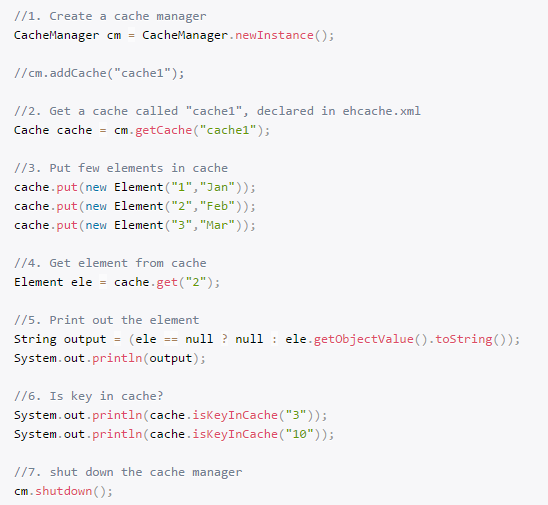 //1. Create a cache manager
CacheManager cm = CacheManager.newInstance();
//cm.addCache("cache1");
//2. Get a cache called "cache1", declared in ehcache.xml
Cache cache = cm.getCache("cache1");
//3. Put few elements in cache
cache.put(new Element("1","Jan"));
cache.put(new Element("2","Feb"));
cache.put(new Element("3","Mar"));
//4. Get element from cache
Element ele = cache.get("2");
//5. Print out the element
String output = (ele == null ? null : ele.getObjectValue().toString());
System.out.println(output);
//6. Is key in cache?
System.out.println(cache.isKeyInCache("3"));
System.out.println(cache.isKeyInCache("10"));
//7. shut down the cache manager
cm.shutdown();